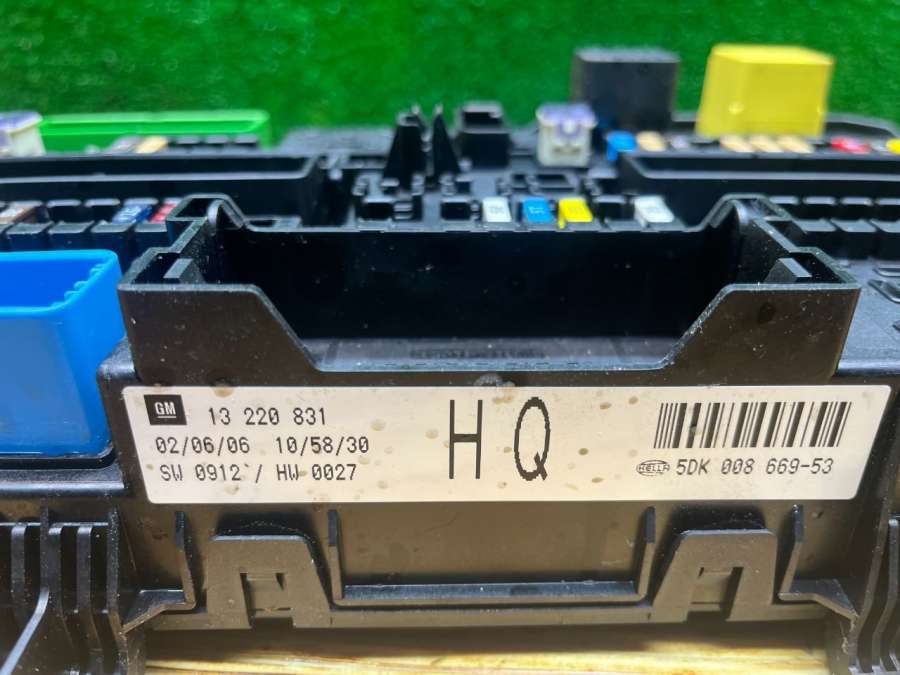 GM 13 220 831
02/06/06 10/58/30
SW 0912 / HW 0027
HQ
HELLA 5DK 008 669-53